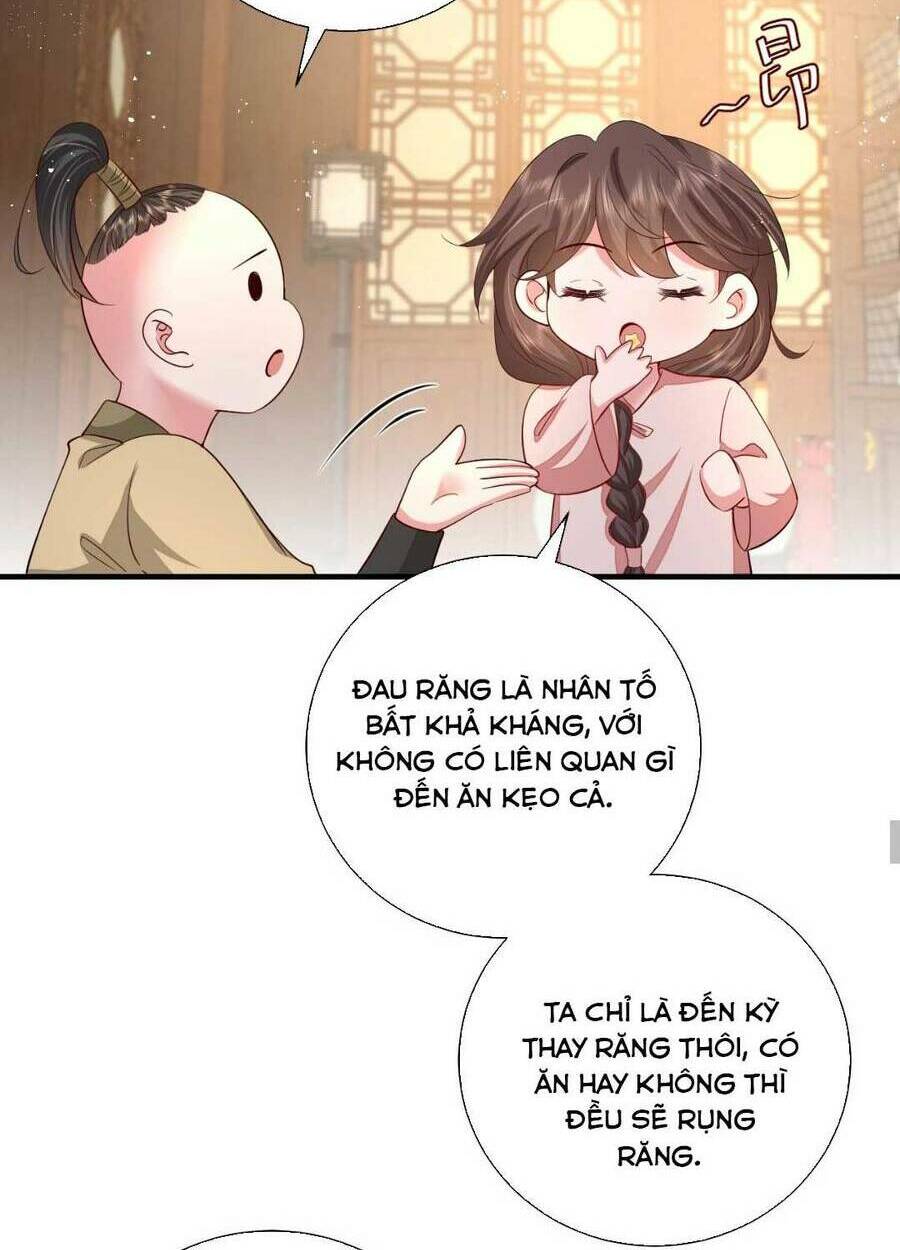 昂~
ĐAU RĂNG LÀ NHÂN TỐ
BẤT KHẢ KHÁNG, VỚI
KHÔNG CÓ LIÊN QUAN GÌ
ĐẾN ĂN KẸO CẢ.
TA CHỈ LÀ ĐẾN KỲ
THAY RĂNG THÔI, CÓ
ĂN HAY KHÔNG THÌ
ĐỀU SẼ RỤNG
RĂNG.